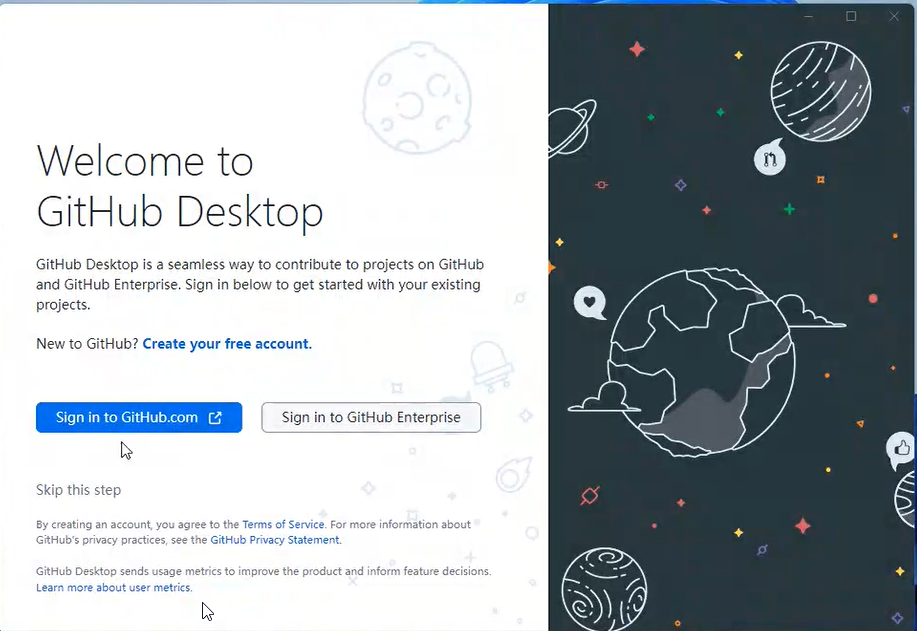 Welcome to
GitHub Desktop
GitHub Desktop is a seamless way to contribute to projects on GitHub
and GitHub Enterprise. Sign in below to get started with your existing
projects.
New to GitHub? Create your free account.
Sign in to GitHub.com
Sign in to GitHub Enterprise
Skip this step
By creating an account, you agree to the Terms of Service. For more information about
GitHub's privacy practices, see the GitHub Privacy Statement.
GitHub Desktop sends usage metrics to improve the product and inform feature decisions.
Learn more about user metrics.